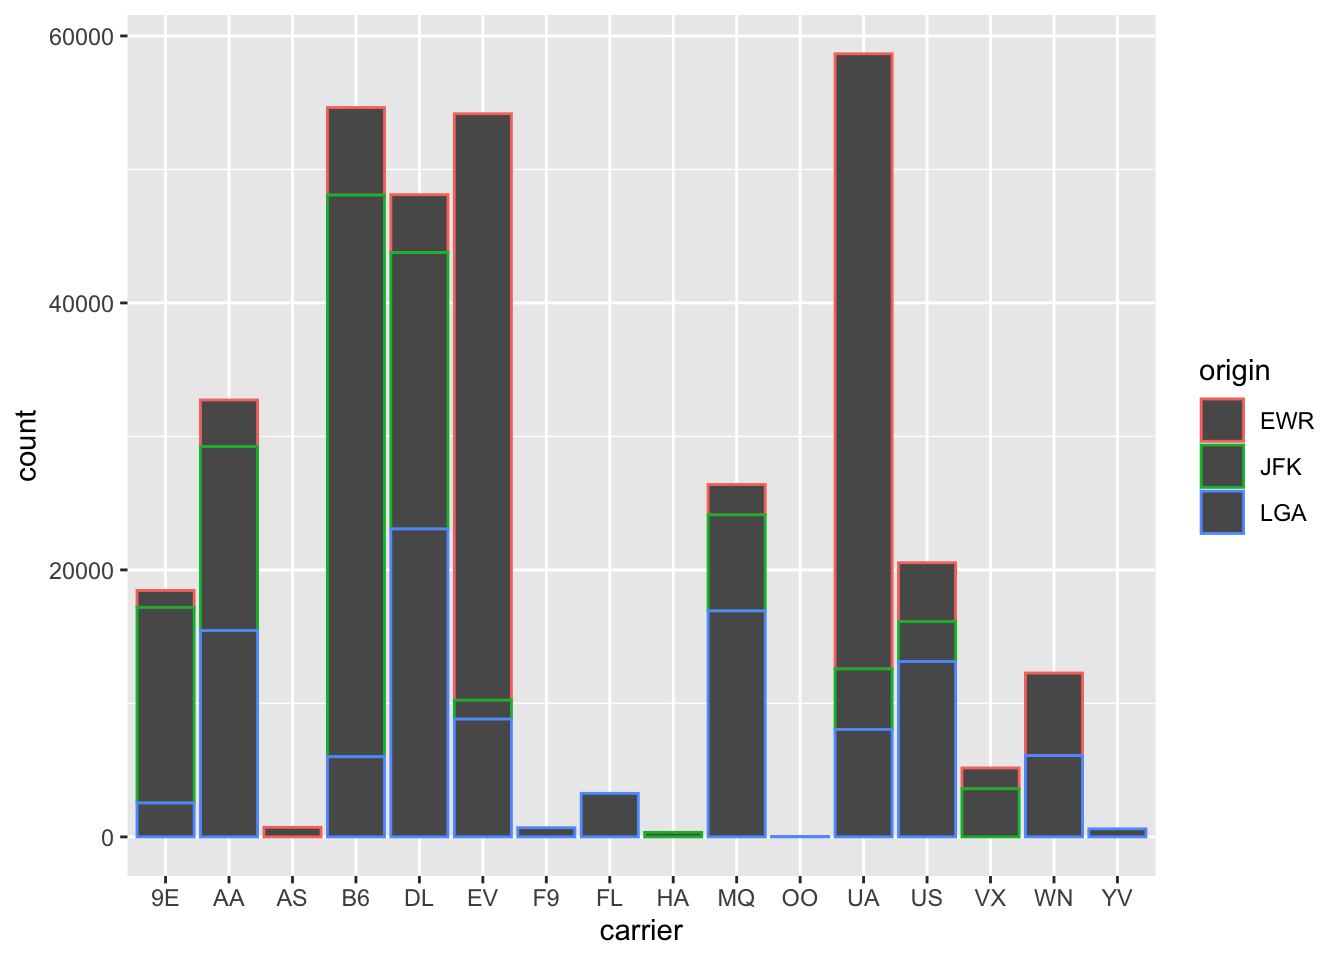 60000
40000
20000
0
count
9E AA AS B6 DL EV F9 FL HA MQ OO UA US VX WN YV
carrier
origin
EWR
JFK
LGA